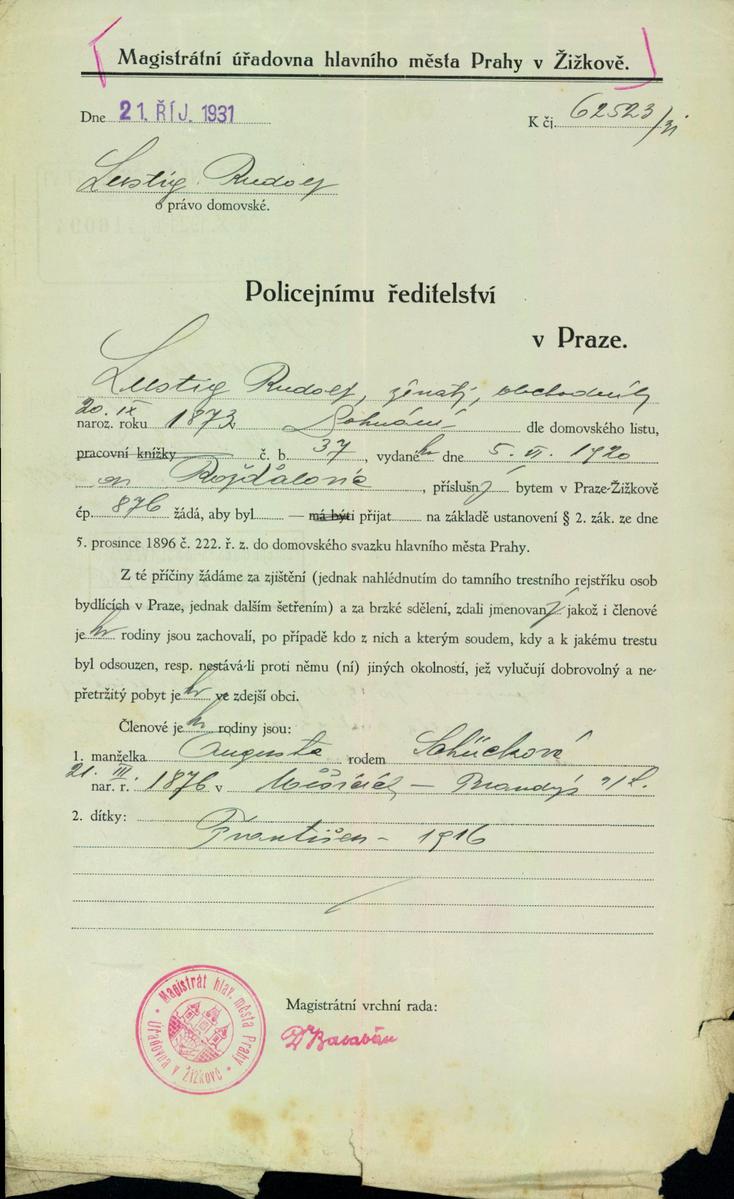 Magistrátní úřadovna hlavního města Prahy v Žižkově.
Dne 21. ŘÍJ. 1931
K čj. 62523/31
Lustig Rudolf
o právo domovské.
Policejnímu ředitelství
v Praze.
Lustig Rudolf, ženatý, obchodník
20. IX
naroz. roku 1873 dle domovského listu,
pracovní knížky č. b 37, vydaného dne 5. VI. 1920
příslušný bytem v Praze-Žižkově
čp. 876 žádá, aby byl — má býti přijat na základě ustanovení § 2. zák. ze dne
5. prosince 1896 č. 222. ř. z. do domovského svazku hlavního města Prahy.
Z té příčiny žádáme za zjištění (jednak nahlédnutím do tamního trestního rejstříku osob
bydlících v Praze, jednak dalším šetřením) a za brzké sdělení, zdali jmenovaný jakož i členové
jeho rodiny jsou zachovalí, po případě kdo z nich a kterým soudem, kdy a k jakému trestu
byl odsouzen, resp. nestává-li proti němu (ní) jiných okolností, jež vylučují dobrovolný a ne-
přetržitý pobyt jeho ve zdejší obci.
Členové jeho rodiny jsou:
1. manželka Augusta rodem Schücková
21. III.
nar. r. 1876 v Měšicích — Brandýs n/L.
2. dítky: František - 1916
Magistrátní vrchní rada:
Magistrát hlav. města Prahy
Úřadovna v Žižkově